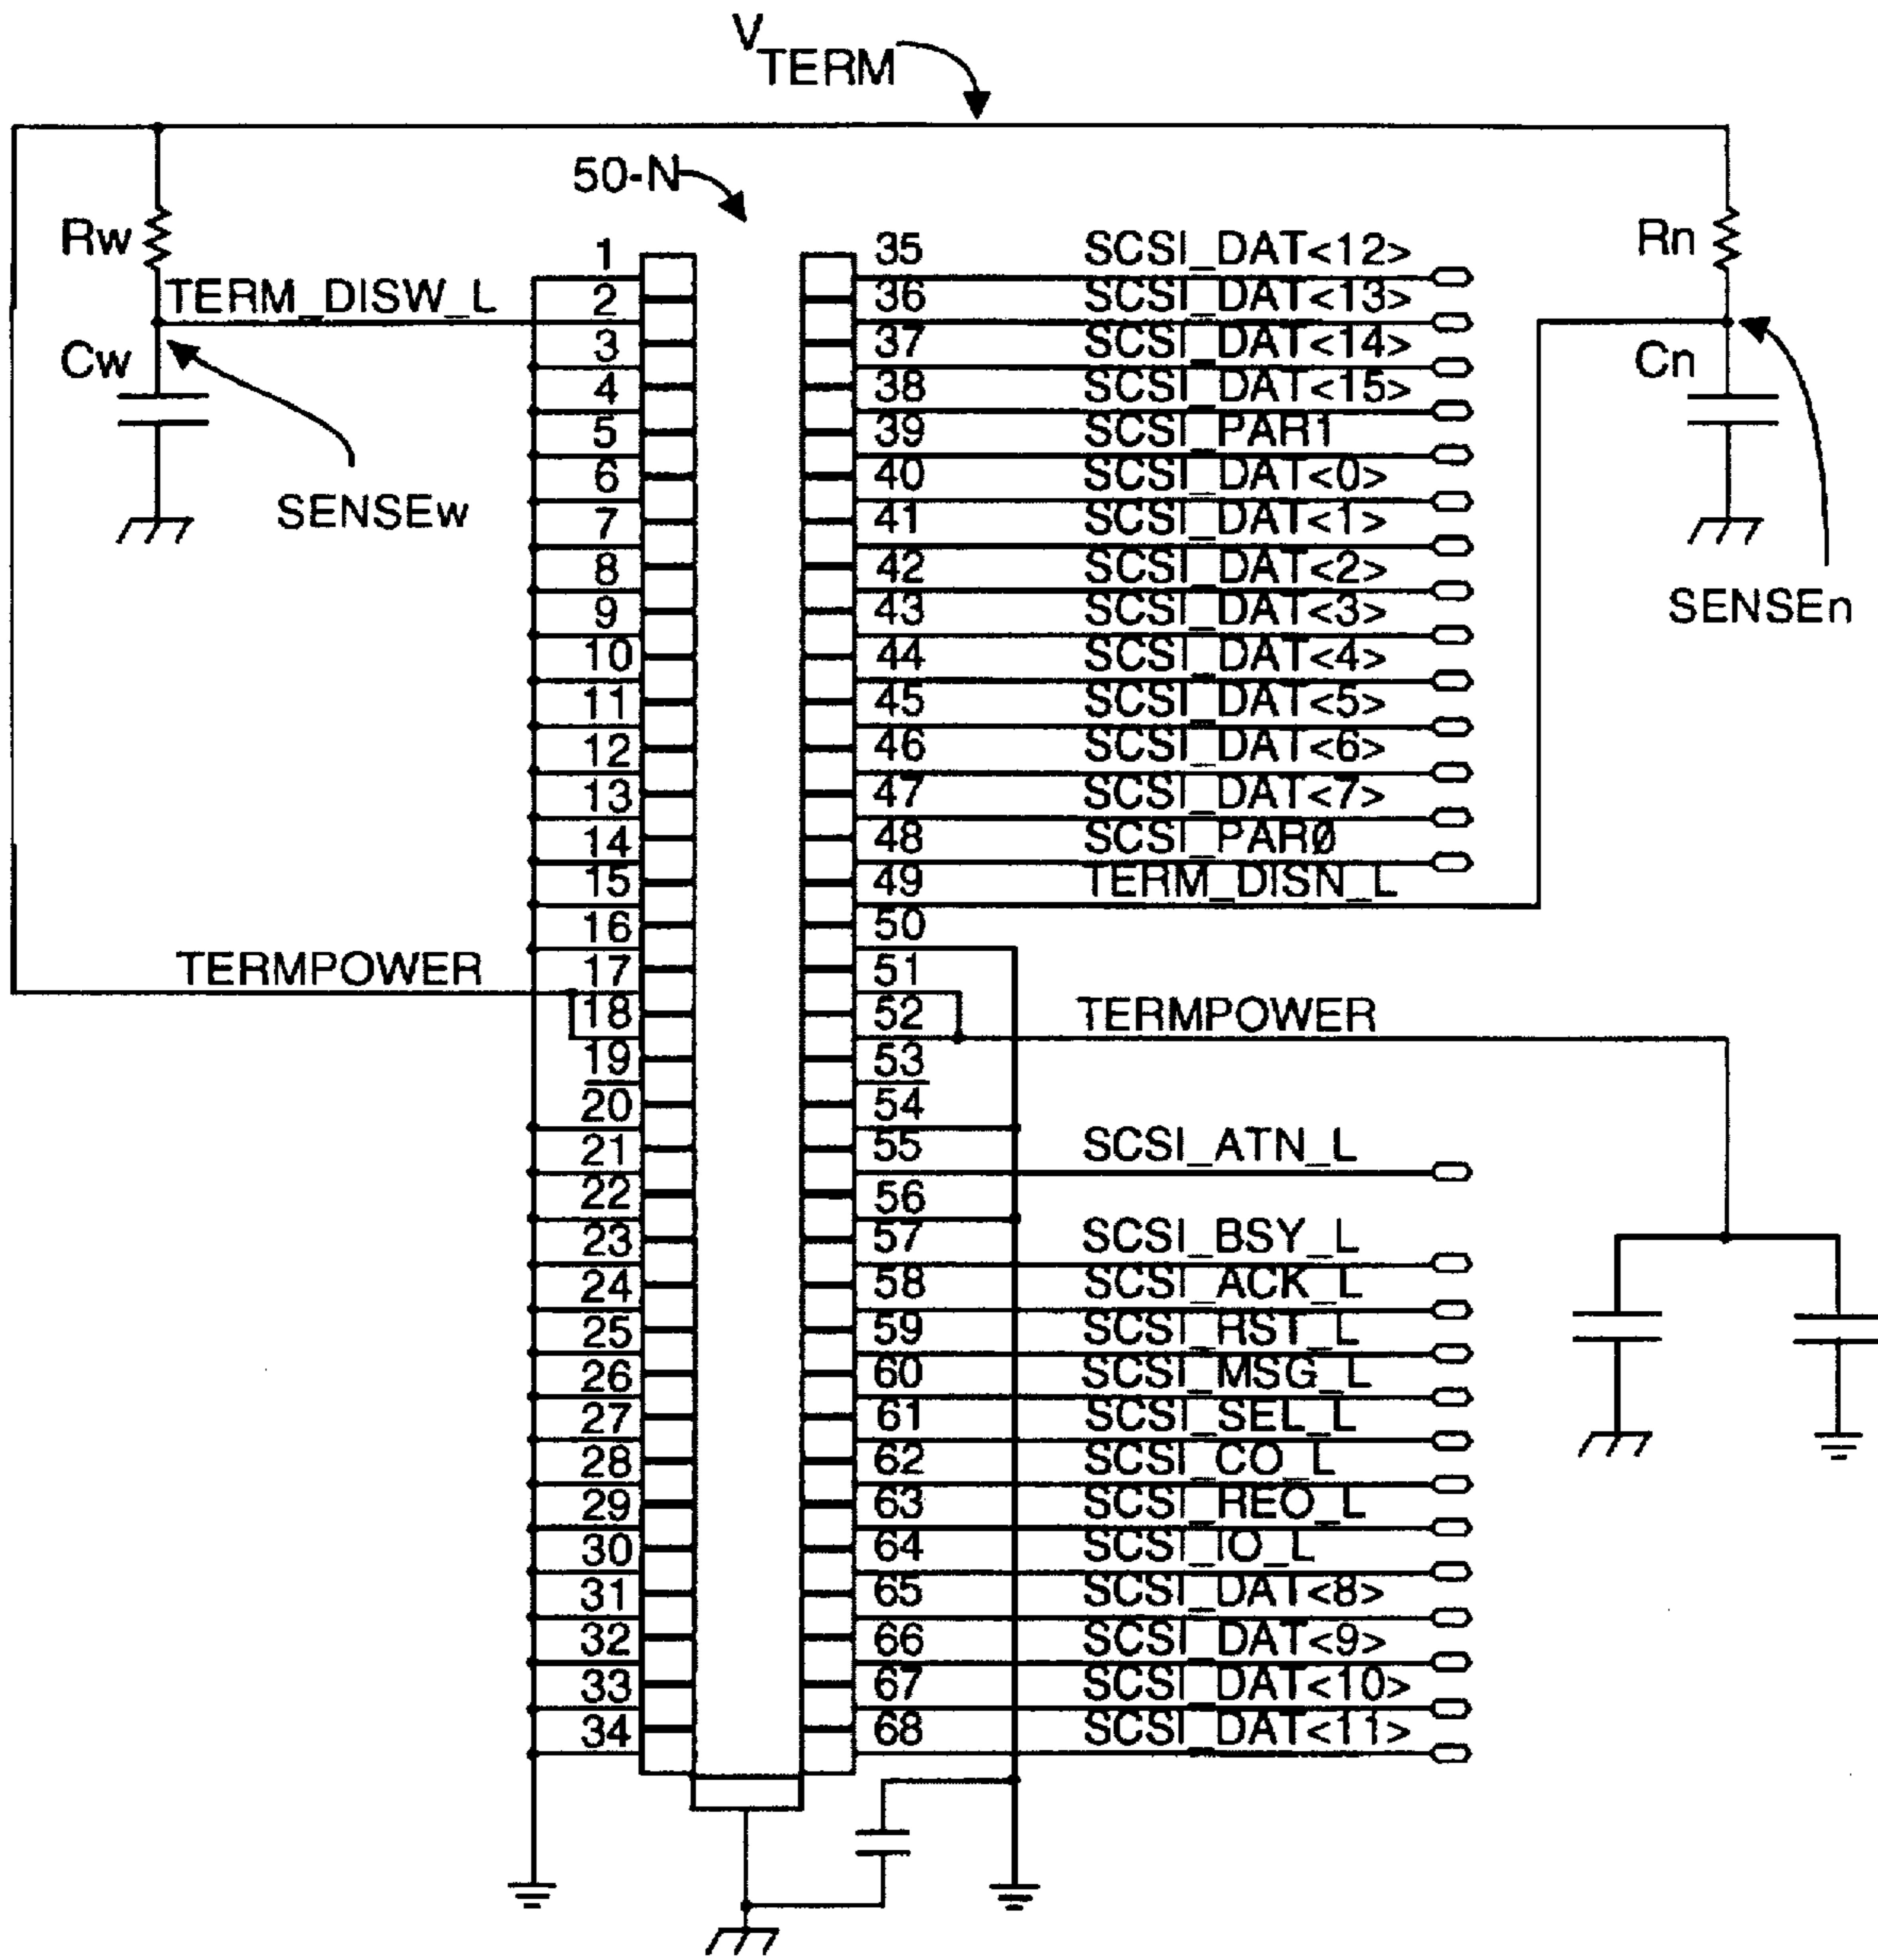 V TERM
50-N
Rw
Rn
TERM_DISW_L
Cw
Cn
SENSEw
SENSEn
1
2
3
4
5
6
7
8
9
10
11
12
13
14
15
16
TERMPOWER
17
18
19
20
21
22
23
24
25
26
27
28
29
30
31
32
33
34
35 SCSI_DAT<12>
36 SCSI_DAT<13>
37 SCSI_DAT<14>
38 SCSI_DAT<15>
39 SCSI_PAR1
40 SCSI_DAT<0>
41 SCSI_DAT<1>
42 SCSI_DAT<2>
43 SCSI_DAT<3>
44 SCSI_DAT<4>
45 SCSI_DAT<5>
46 SCSI_DAT<6>
47 SCSI_DAT<7>
48 SCSI_PAR0
49 TERM_DISN_L
50
51
52 TERMPOWER
53
54
55 SCSI_ATN_L
56
57 SCSI_BSY_L
58 SCSI_ACK_L
59 SCSI_RST_L
60 SCSI_MSG_L
61 SCSI_SEL_L
62 SCSI_CO_L
63 SCSI_REO_L
64 SCSI_IO_L
65 SCSI_DAT<8>
66 SCSI_DAT<9>
67 SCSI_DAT<10>
68 SCSI_DAT<11>